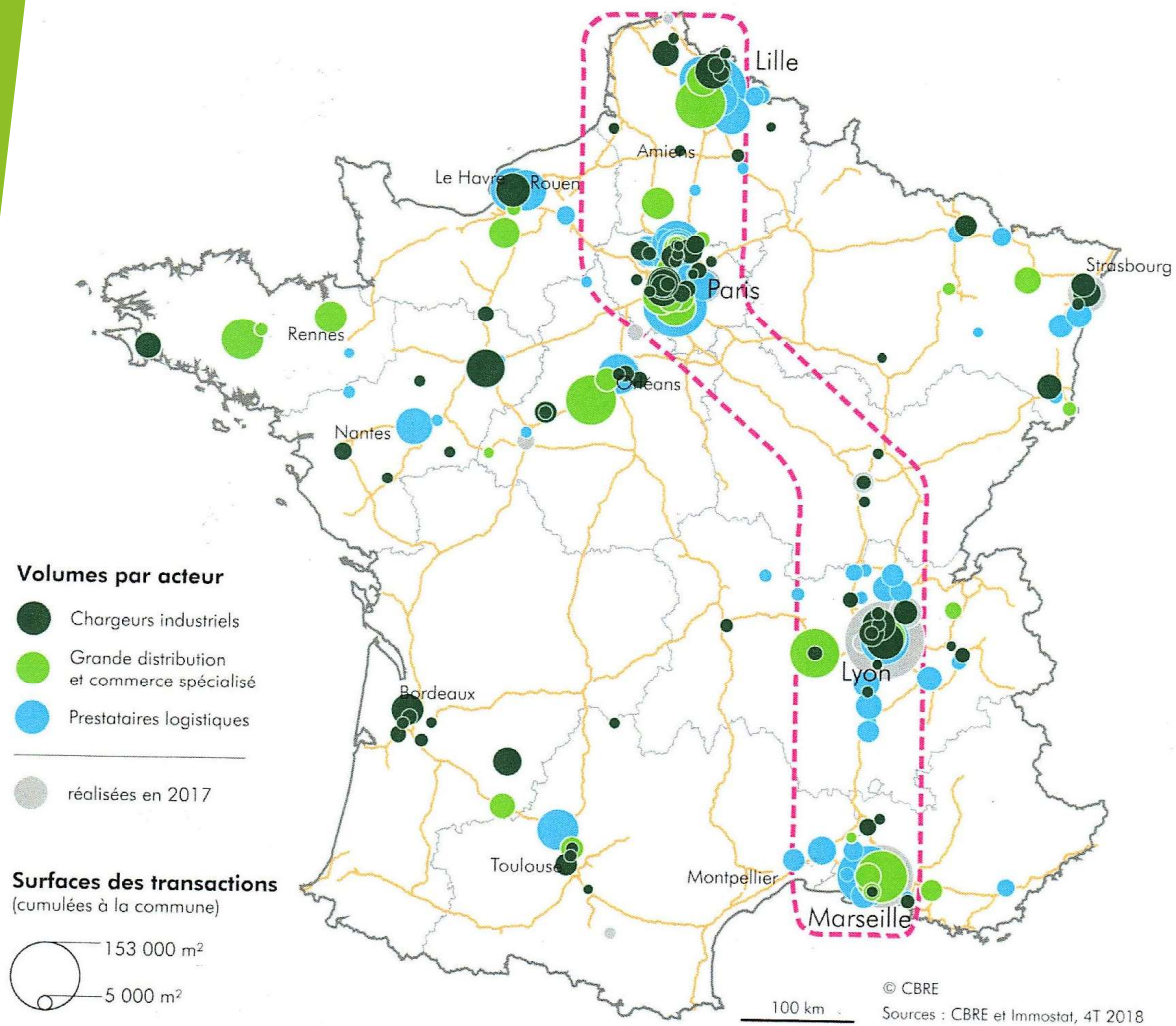 Lille
Amiens
Le Havre
Rouen
Paris
Strasbourg
Rennes
Orléans
Nantes
Volumes par acteur
Chargeurs industriels
Grande distribution
et commerce spécialisé
Prestataires logistiques
réalisées en 2017
Lyon
Bordeaux
Toulouse
Montpellier
Marseille
Surfaces des transactions
(cumulées à la commune)
153 000 m²
5 000 m²
100 km
© CBRE
Sources : CBRE et Immostat, 4T 2018